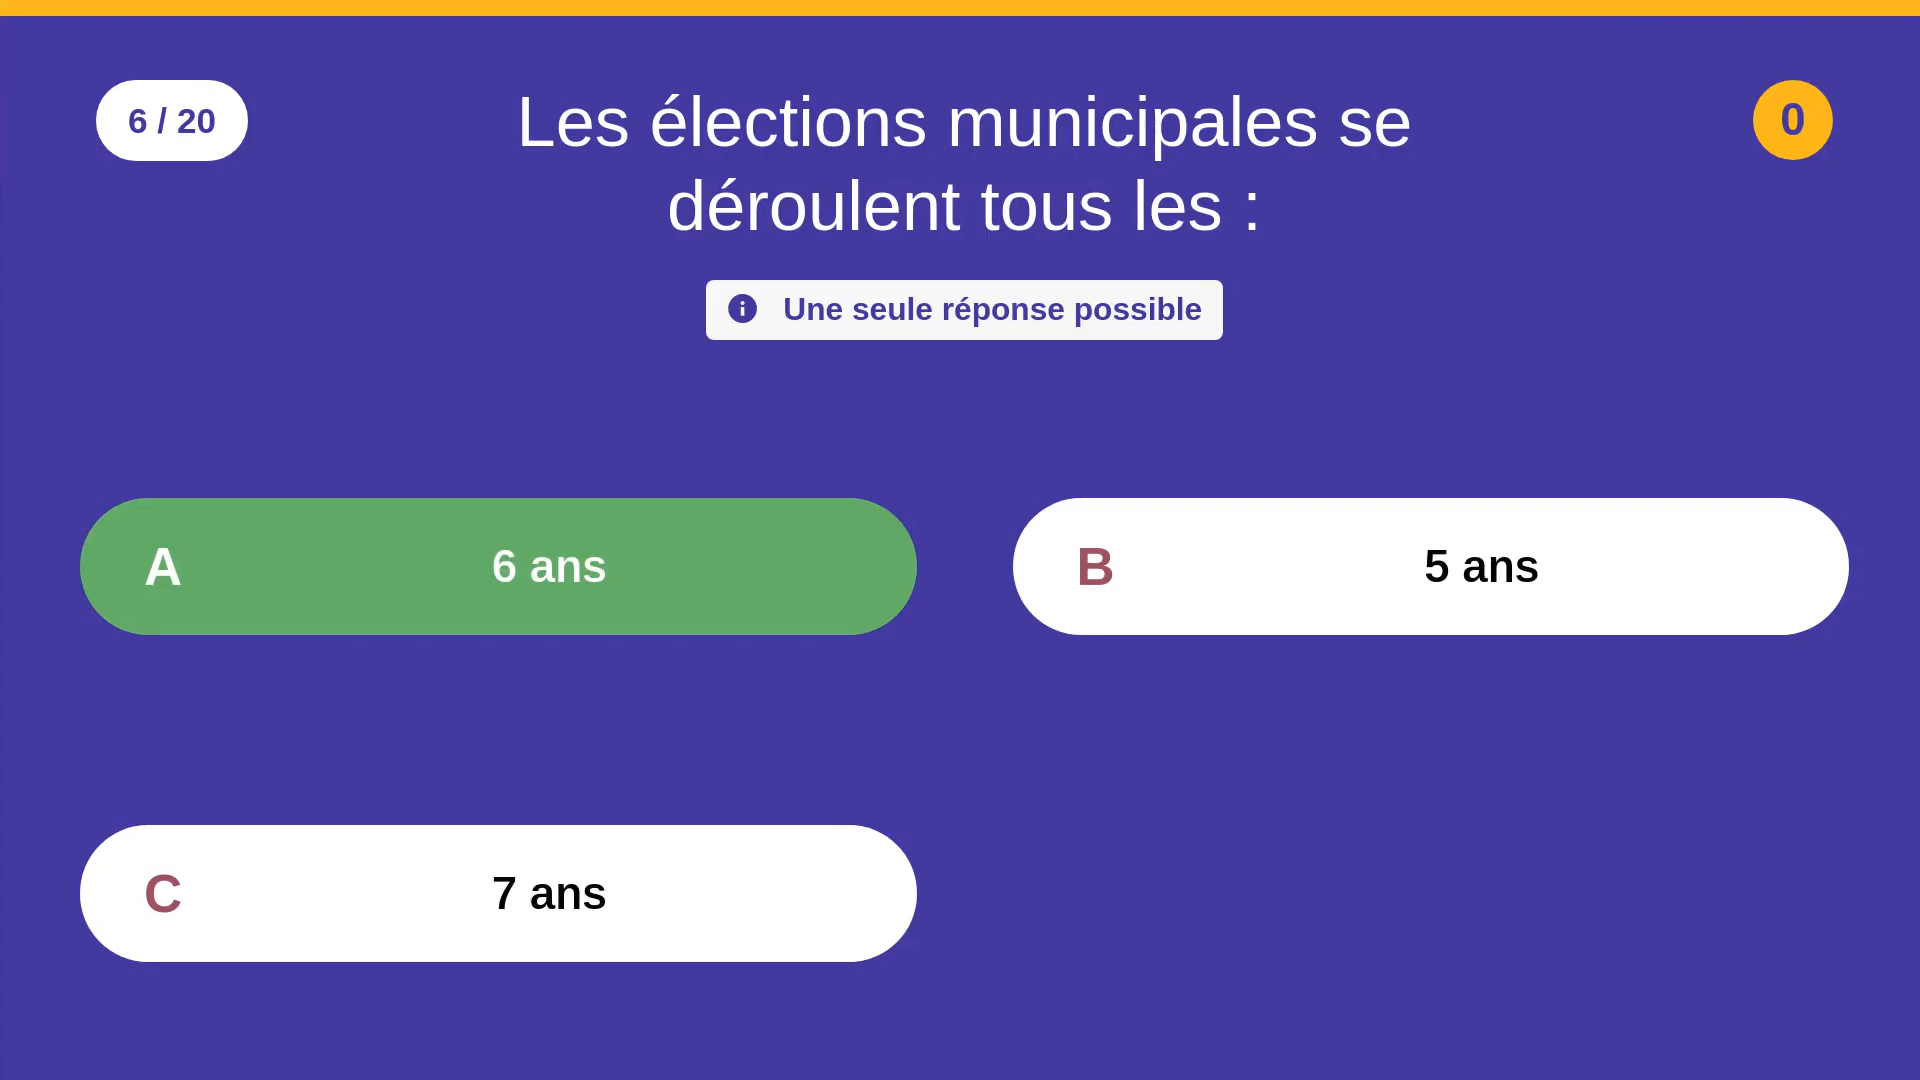 6 / 20
Les élections municipales se
déroulent tous les :
0
Une seule réponse possible
A 6 ans
B 5 ans
C 7 ans